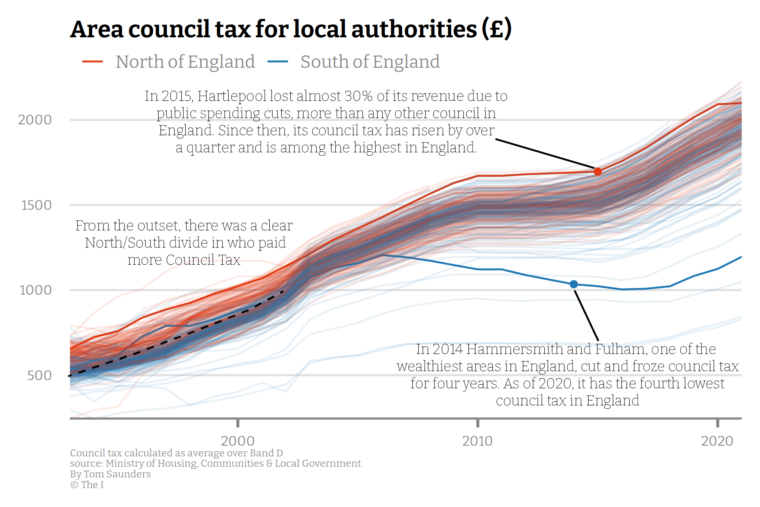 Area council tax for local authorities (£)
North of England
South of England
In 2015, Hartlepool lost almost 30% of its revenue due to
public spending cuts, more than any other council in
England. Since then, its council tax has risen by over
a quarter and is among the highest in England.
2000
1500
From the outset, there was a clear
North/South divide in who paid
more Council Tax
1000
In 2014 Hammersmith and Fulham, one of the
wealthiest areas in England, cut and froze council tax
for four years. As of 2020, it has the fourth lowest
council tax in England
500
2000
2010
2020
Council tax calculated as average over Band D
source: Ministry of Housing, Communities & Local Government
By Tom Saunders
© The I